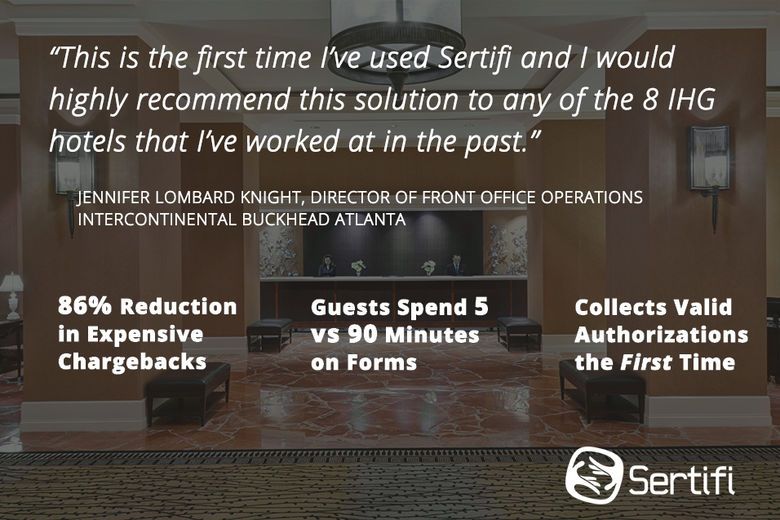 “This is the first time I’ve used Sertifi and I would
highly recommend this solution to any of the 8 IHG
hotels that I’ve worked at in the past.”
JENNIFER LOMBARD KNIGHT, DIRECTOR OF FRONT OFFICE OPERATIONS
INTERCONTINENTAL BUCKHEAD ATLANTA
86% Reduction
in Expensive
Chargebacks
Guests Spend 5
vs 90 Minutes
on Forms
Collects Valid
Authorizations
the First Time
Sertifi